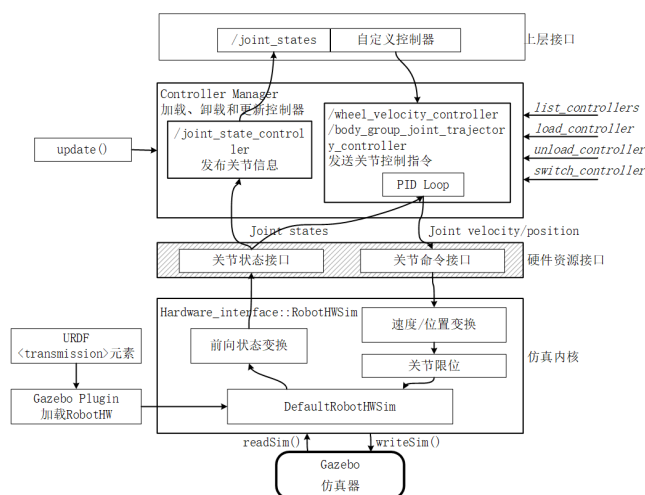 /joint_states
自定义控制器
上层接口
Controller Manager
加载、卸载和更新控制器
/joint_state_control
ler
发布关节信息
/wheel_velocity_controller
/body_group_joint_trajector
y_controller
发送关节控制指令
PID Loop
update()
list_controllers
load_controller
unload_controller
switch_controller
Joint states
Joint velocity/position
关节状态接口
关节命令接口
硬件资源接口
Hardware_interface::RobotHWSim
前向状态变换
速度/位置变换
关节限位
仿真内核
URDF
<transmission>元素
Gazebo Plugin
加载RobotHW
DefaultRobotHWSim
readSim()
writeSim()
Gazebo
仿真器